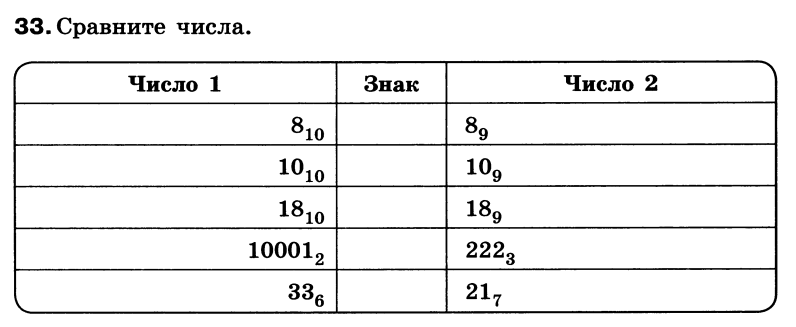 33. Сравните числа.
Число 1 Знак Число 2
8₁₀ 8₉
10₁₀ 10₉
18₁₀ 18₉
10001₂ 222₃
33₆ 21₇